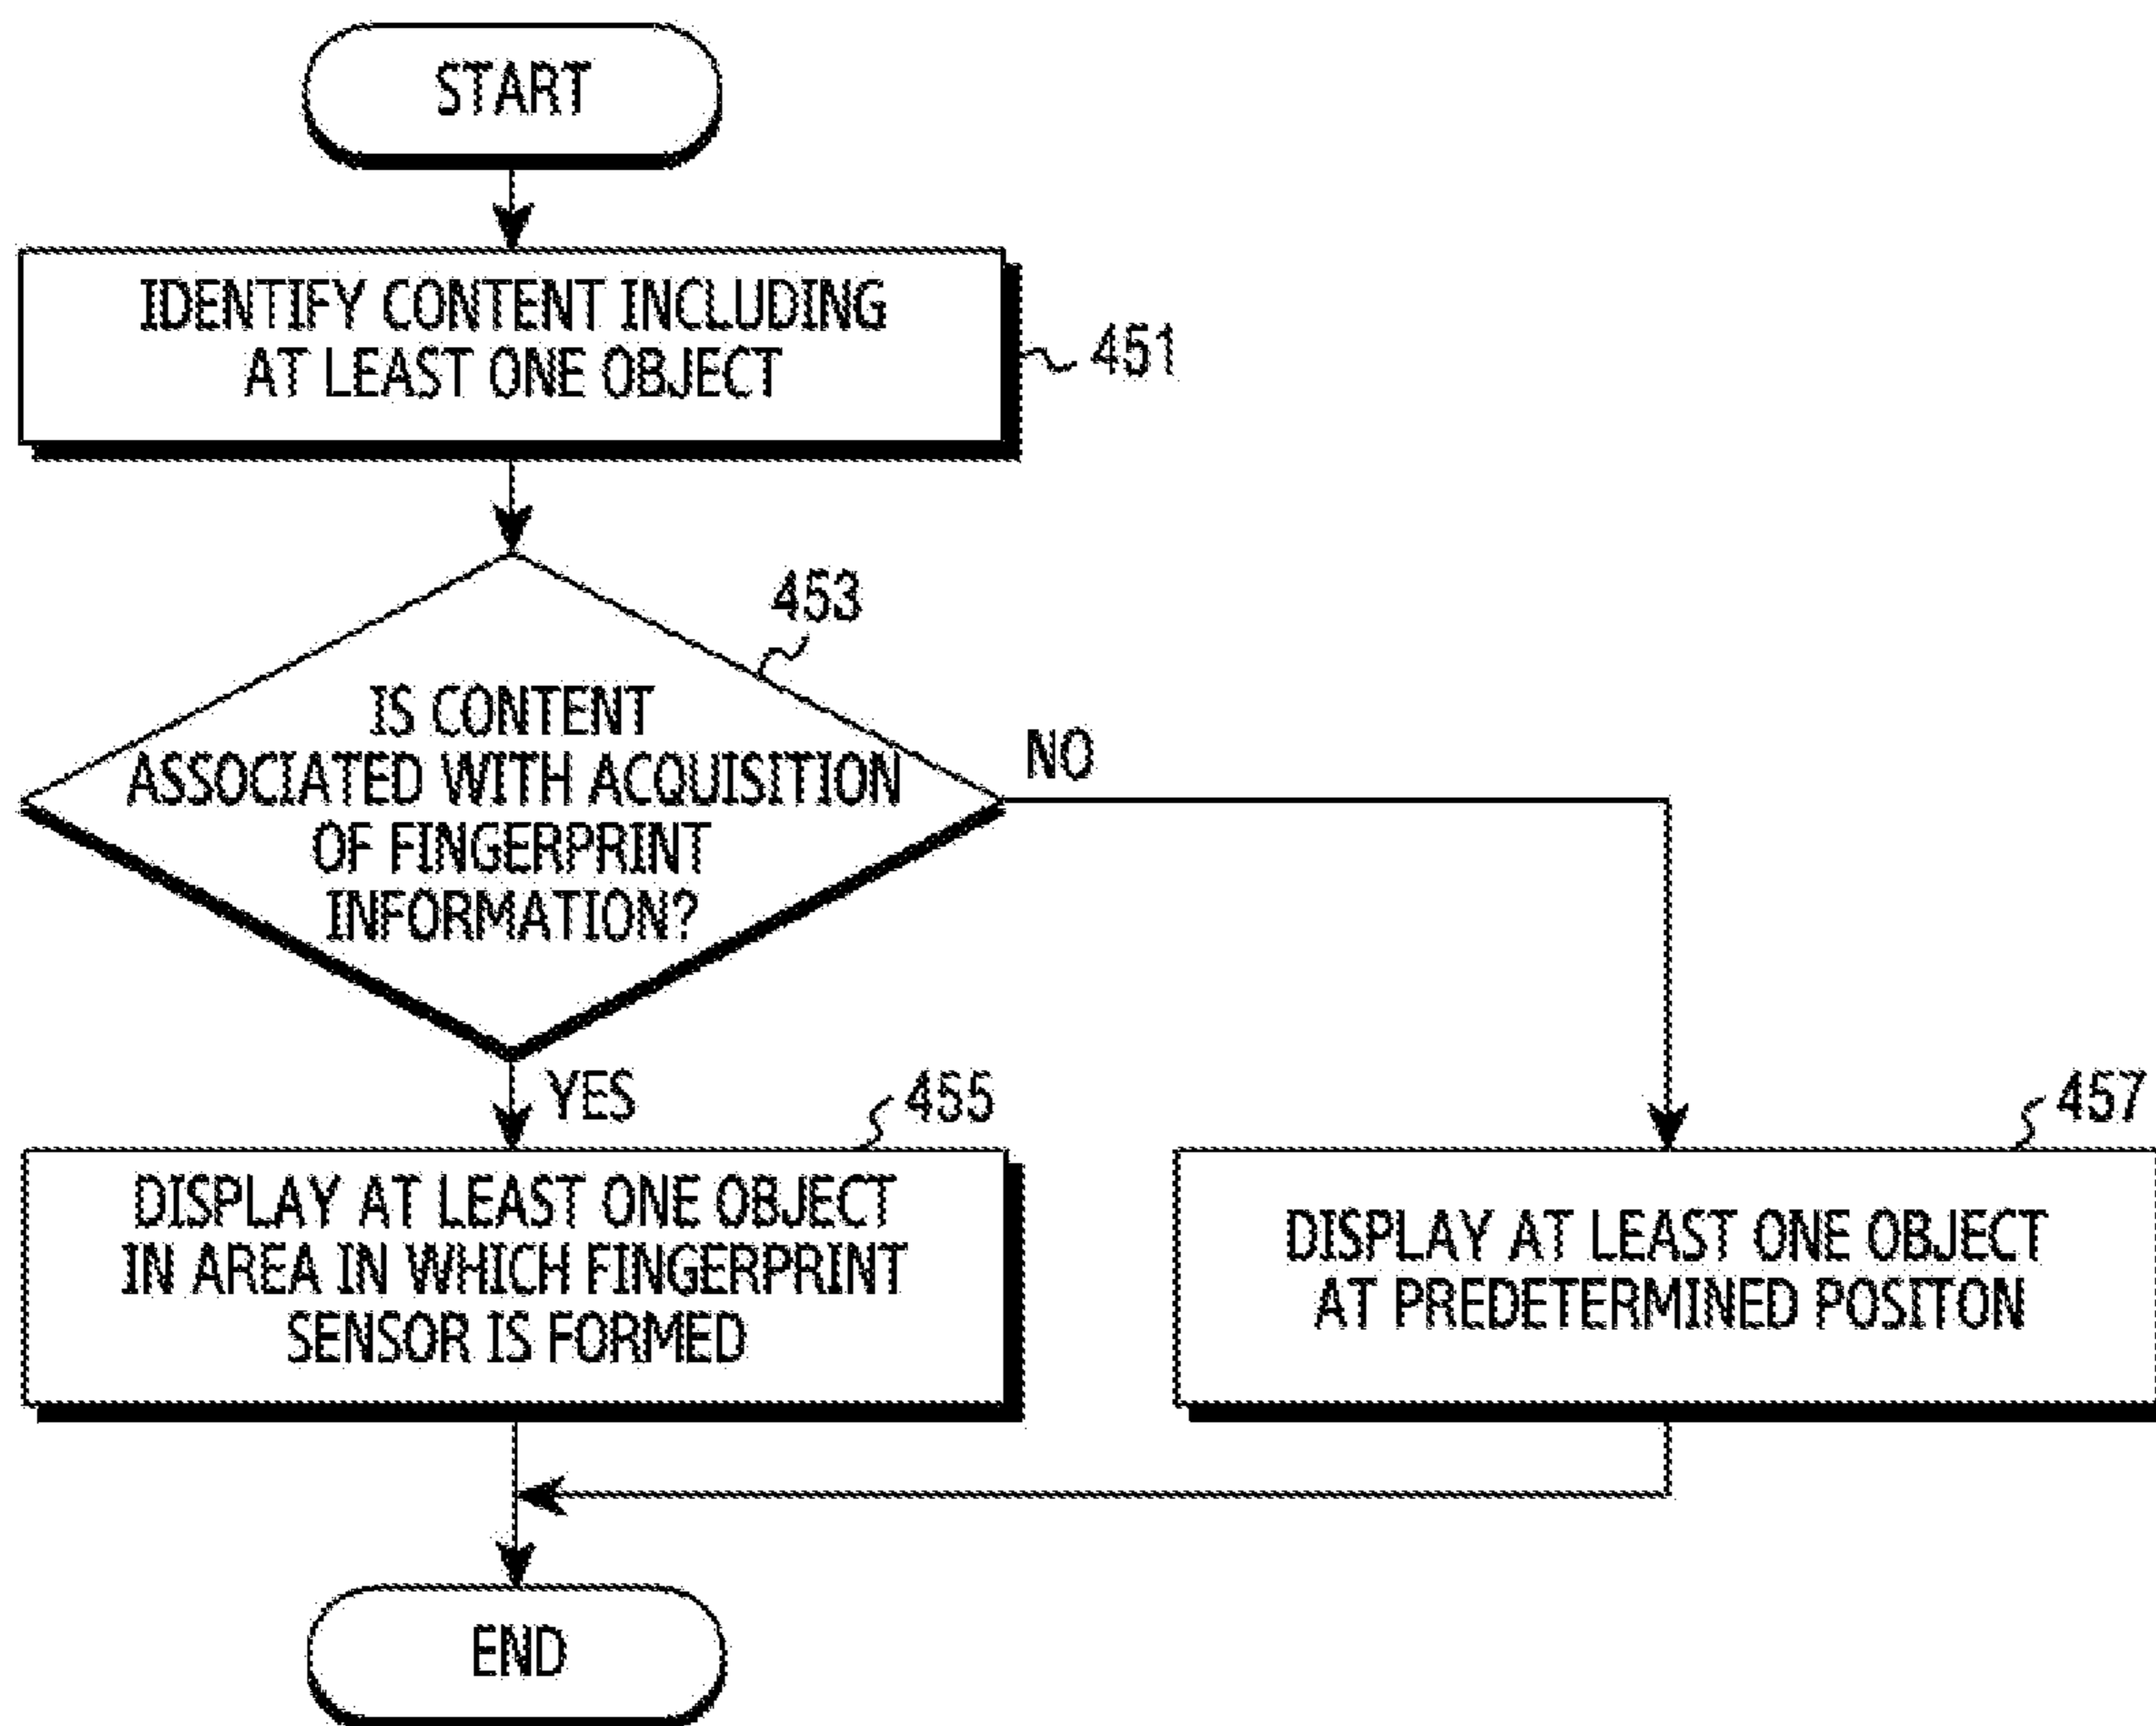 START
IDENTIFY CONTENT INCLUDING
AT LEAST ONE OBJECT
451
453
IS CONTENT
ASSOCIATED WITH ACQUISITION
OF FINGERPRINT
INFORMATION?
NO
YES
455
457
DISPLAY AT LEAST ONE OBJECT
IN AREA IN WHICH FINGERPRINT
SENSOR IS FORMED
DISPLAY AT LEAST ONE OBJECT
AT PREDETERMINED POSITON
END